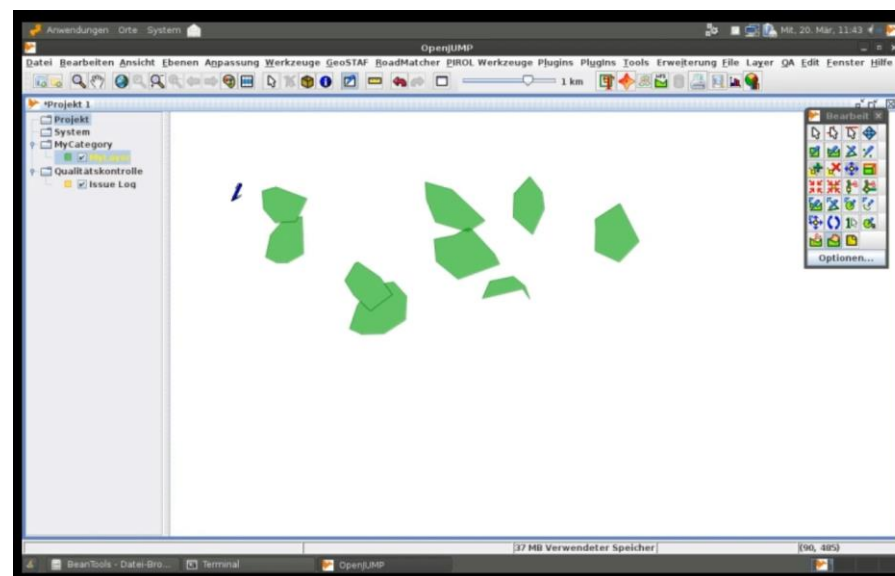 Anwendungen Orte System Mit, 20. Mär, 11:43
OpenJUMP
Datei Bearbeiten Ansicht Ebenen Anpassung Werkzeuge GeoSTAF RoadMatcher PIROL Werkzeuge Plugins PlugIns Tools Erweiterung File Layer QA Edit Fenster Hilfe
1 km
*Projekt 1
Bearbeit
Projekt
System
MyCategory
MyLayer
Qualitätskontrolle
Issue Log
Optionen...
37 MB Verwendeter Speicher (90, 485)
BeanTools - Datei-Bro... Terminal OpenJUMP